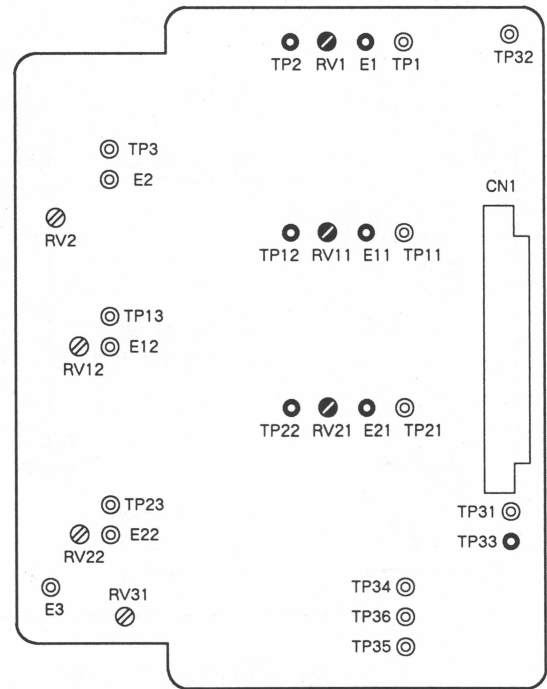 TP2 RV1 E1 TP1
TP32
TP3
E2
CN1
RV2
TP12 RV11 E11 TP11
TP13
E12
RV12
TP22 RV21 E21 TP21
TP23
TP31
E22
RV22
TP33
E3
RV31
TP34
TP36
TP35